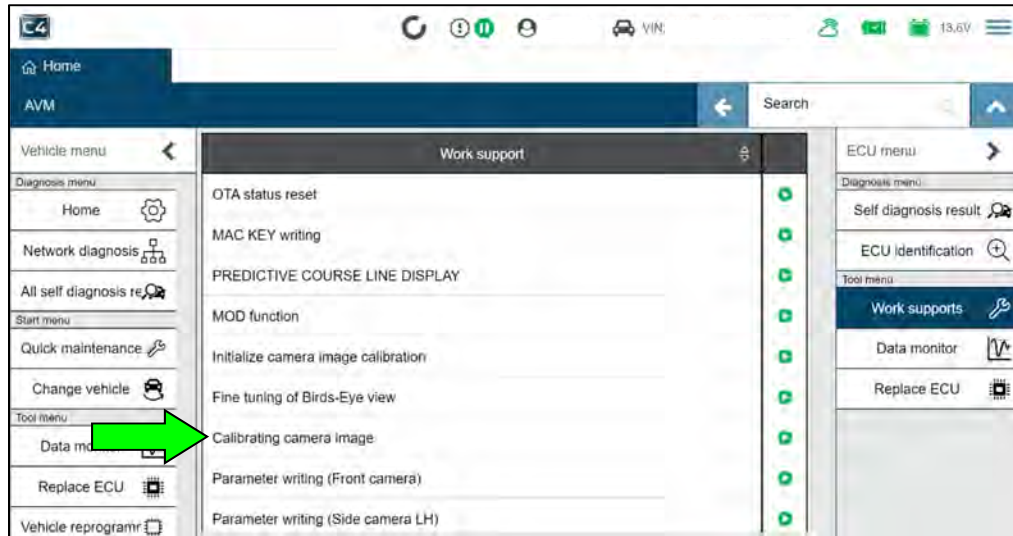 C4
VIN:
13.6V
Home
AVM
Search
Vehicle menu
Work support
ECU menu
Diagnosis menu
Home
Network diagnosis
All self diagnosis re
Start menu
Quick maintenance
Change vehicle
Tool menu
Data mo
Replace ECU
Vehicle reprogramr
OTA status reset
MAC KEY writing
PREDICTIVE COURSE LINE DISPLAY
MOD function
Initialize camera image calibration
Fine tuning of Birds-Eye view
Calibrating camera image
Parameter writing (Front camera)
Parameter writing (Side camera LH)
Diagnosis menu
Self diagnosis result
ECU identification
Tool menu
Work supports
Data monitor
Replace ECU